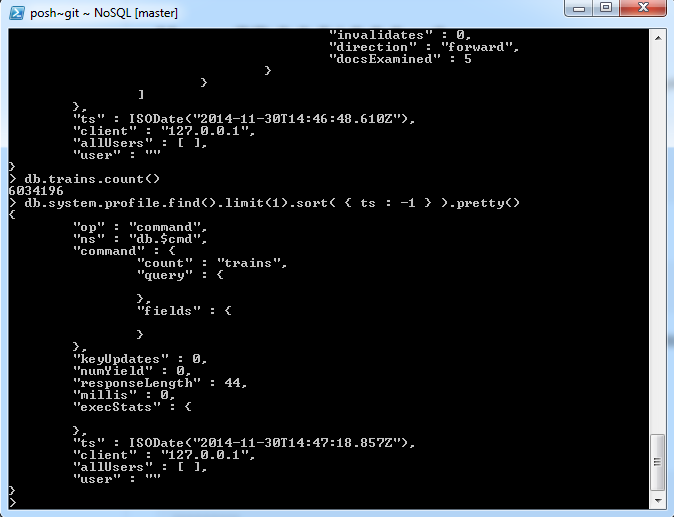 posh~git ~ NoSQL [master]
"invalidates" : 0,
"direction" : "forward",
"docsExamined" : 5
}
}
]
},
"ts" : ISODate("2014-11-30T14:46:48.610Z"),
"client" : "127.0.0.1",
"allUsers" : [ ],
"user" : ""
}
> db.trains.count()
6034196
> db.system.profile.find().limit(1).sort( { ts : -1 } ).pretty()
{
"op" : "command",
"ns" : "db.$cmd",
"command" : {
"count" : "trains",
"query" : {
},
"fields" : {
}
},
"keyUpdates" : 0,
"numYield" : 0,
"responseLength" : 44,
"millis" : 0,
"execStats" : {
},
"ts" : ISODate("2014-11-30T14:47:18.857Z"),
"client" : "127.0.0.1",
"allUsers" : [ ],
"user" : ""
}
>